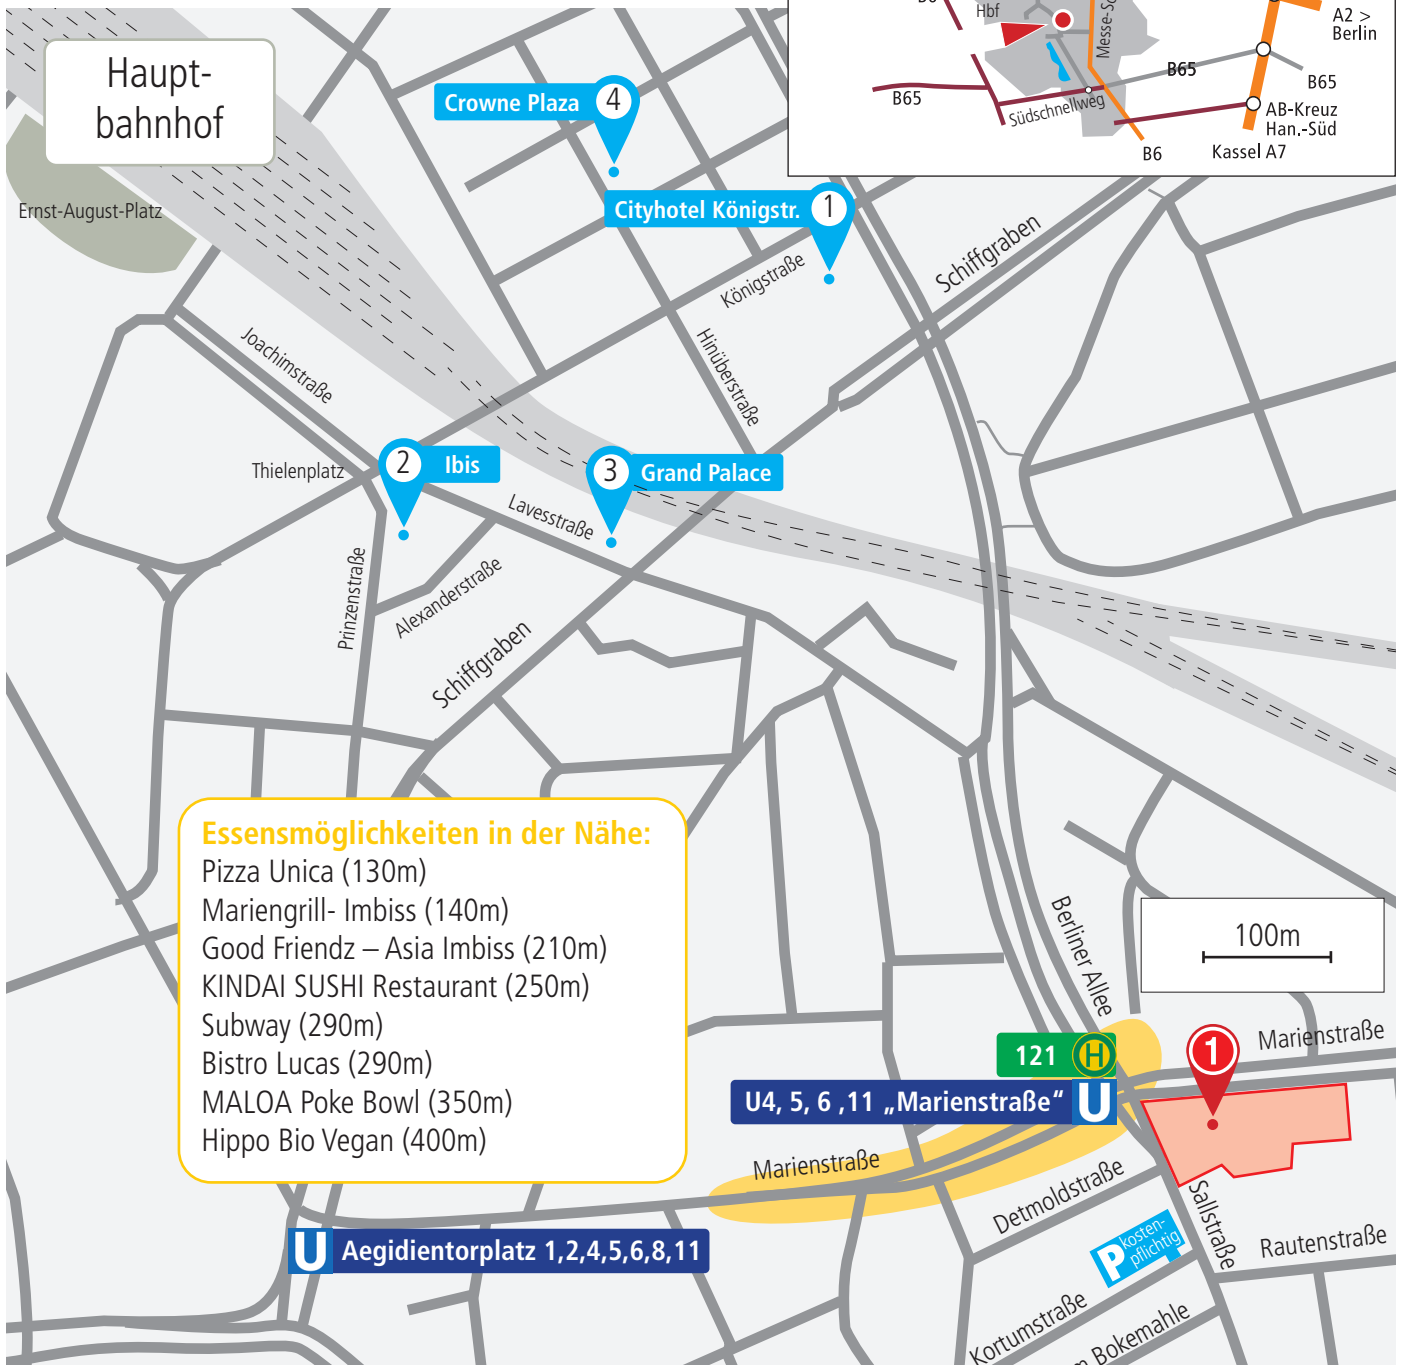 Hbf
Messe-Sc
A2 >
Berlin
B65
B65
B65
Südschnellweg
AB-Kreuz
Han.-Süd
B6
Kassel A7
Haupt-
bahnhof
Ernst-August-Platz
Crowne Plaza 4
Cityhotel Königstr. 1
Schiffgraben
Königstraße
Hinüberstraße
Joachimstraße
Thielenplatz
2 Ibis
3 Grand Palace
Lavesstraße
Prinzenstraße
Alexanderstraße
Schiffgraben
Essensmöglichkeiten in der Nähe:
Pizza Unica (130m)
Mariengrill- Imbiss (140m)
Good Friendz – Asia Imbiss (210m)
KINDAI SUSHI Restaurant (250m)
Subway (290m)
Bistro Lucas (290m)
MALOA Poke Bowl (350m)
Hippo Bio Vegan (400m)
Berliner Allee
100m
Marienstraße
1
121 H
U4, 5, 6 ,11 „Marienstraße“ U
Marienstraße
Detmoldstraße
Sallstraße
P kosten-
pflichtig
Rautenstraße
U Aegidientorplatz 1,2,4,5,6,8,11
Kortumstraße
Bokemahle